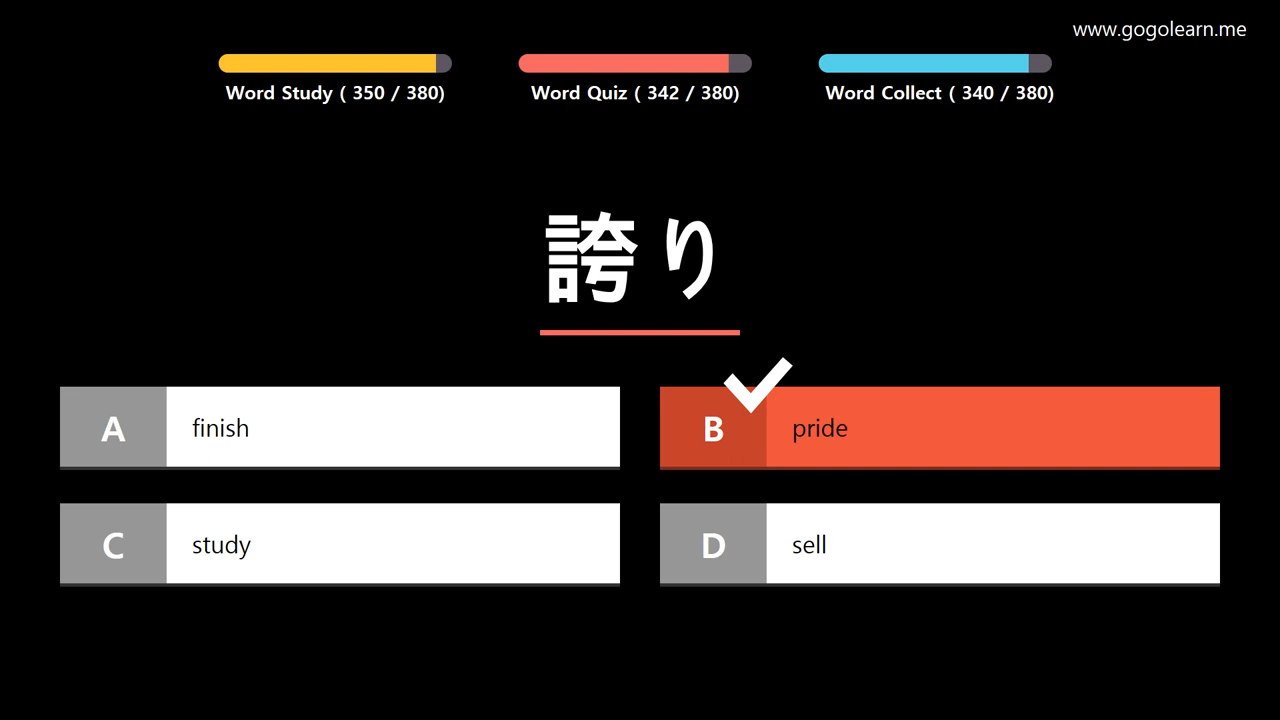 www.gogolearn.me
Word Study ( 350 / 380)
Word Quiz ( 342 / 380)
Word Collect ( 340 / 380)
誇り
A finish
B pride
C study
D sell